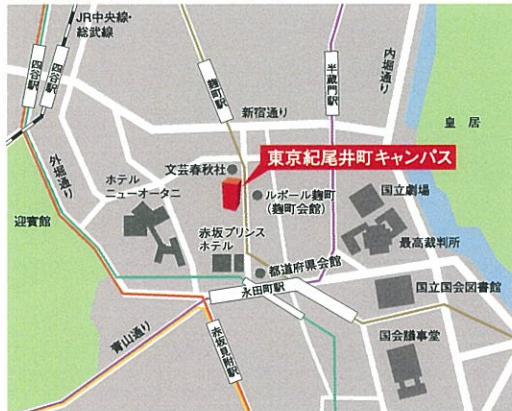 JR中央線・
総武線
四谷駅
四谷駅
麹町駅
半蔵門駅
内堀通り
新宿通り
皇居
外堀通り
文芸春秋社
東京紀尾井町キャンパス
ホテル
ニューオータニ
ルポール麹町
(麹町会館)
国立劇場
迎賓館
赤坂プリンス
ホテル
最高裁判所
都道府県会館
永田町駅
国立国会図書館
青山通り
赤坂見附駅
国会議事堂